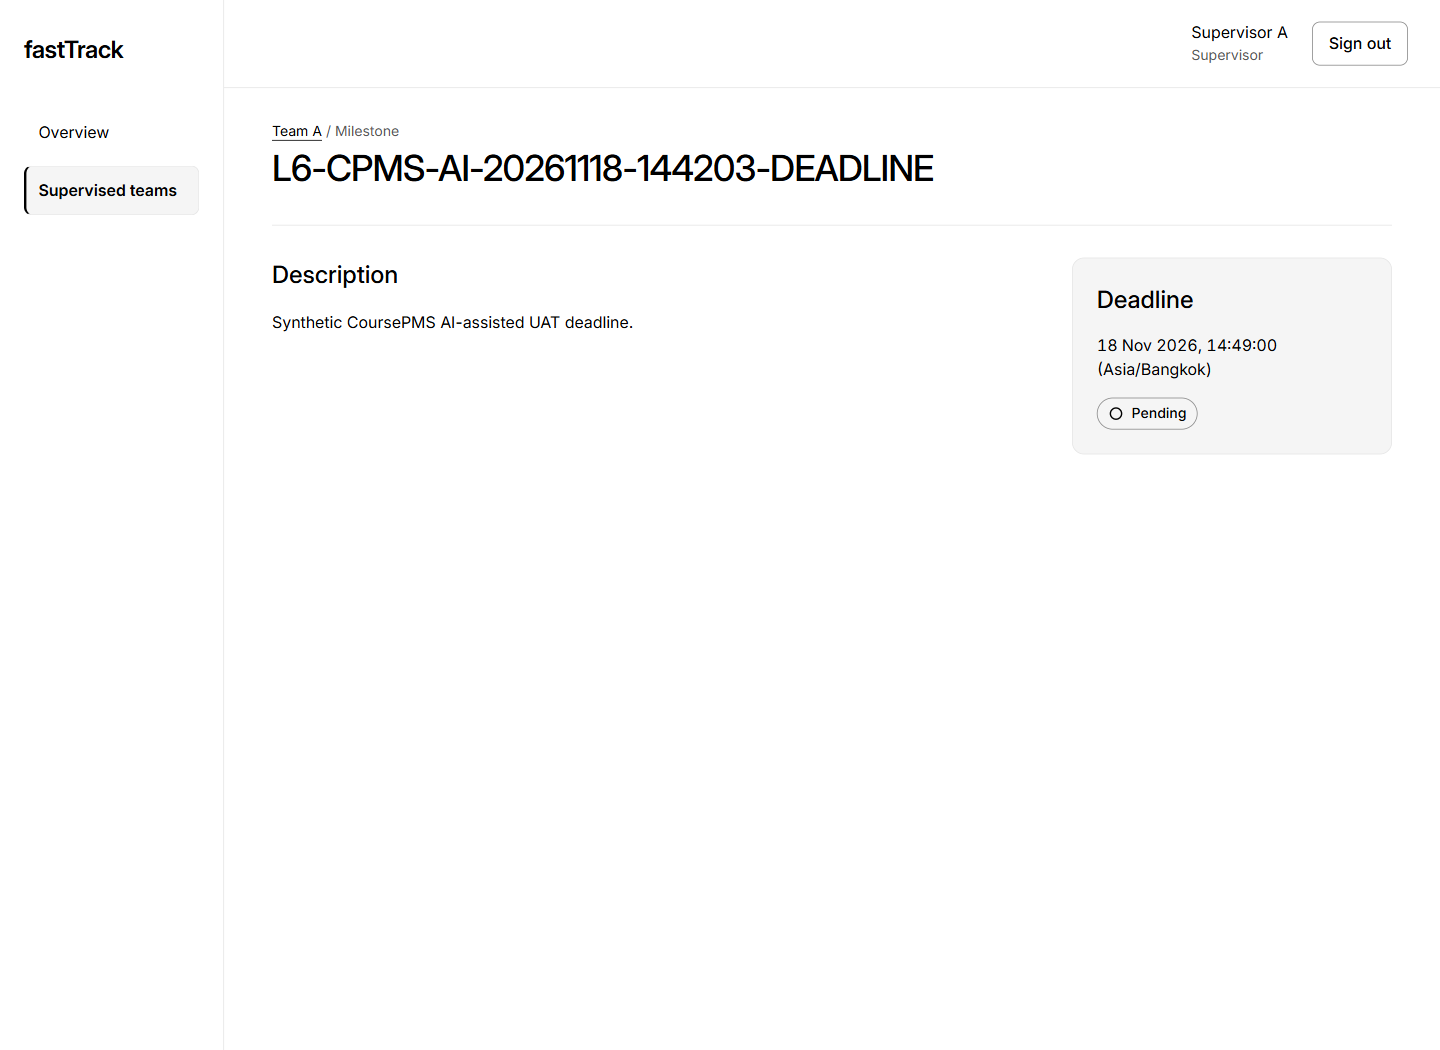 fastTrack
Supervisor A
Supervisor
Sign out
Overview
Supervised teams
Team A / Milestone
L6-CPMS-AI-20261118-144203-DEADLINE
Description
Synthetic CoursePMS AI-assisted UAT deadline.
Deadline
18 Nov 2026, 14:49:00
(Asia/Bangkok)
Pending